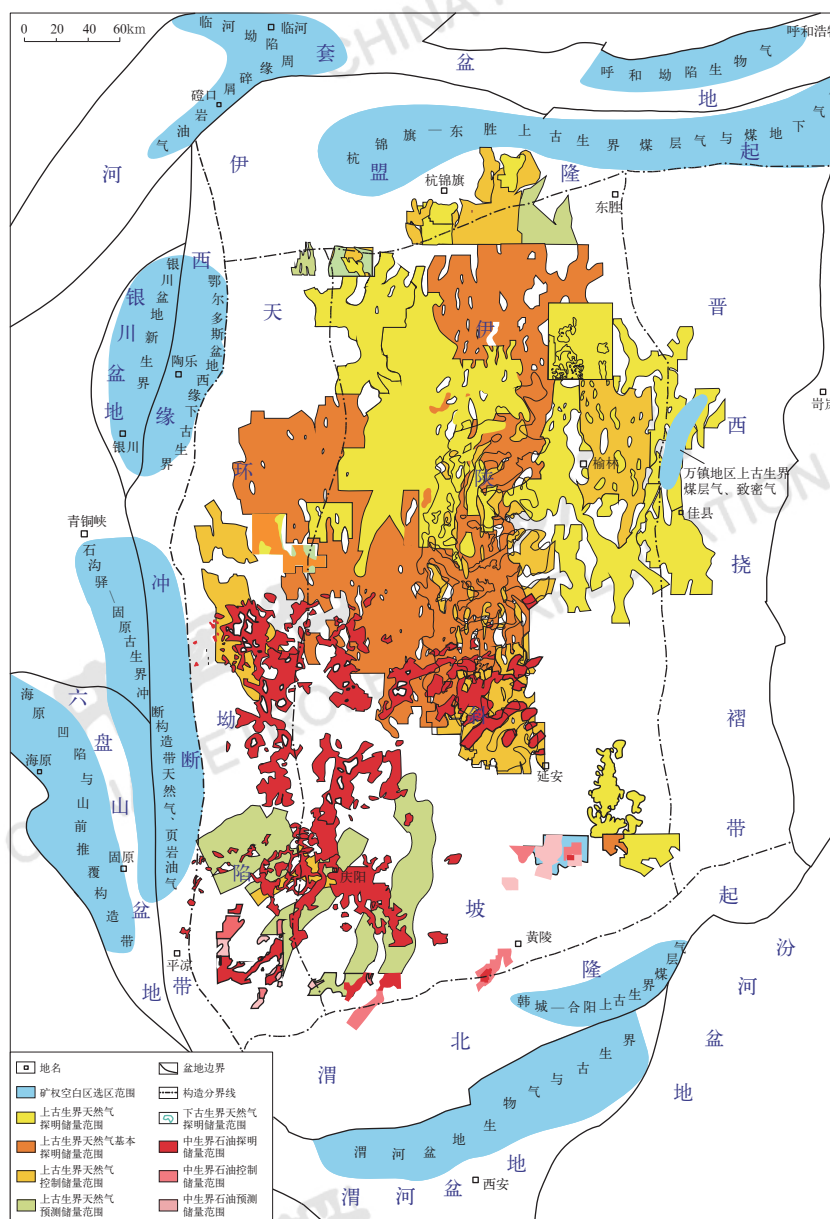 0 20 40 60km
临河坳陷周缘碎屑岩油气
临河
磴口
河套盆地
呼和坳陷生物气
呼和浩特
杭锦旗—东胜上古生界煤层气与煤地下气
伊盟隆起
杭锦旗
东胜
银川盆地新生界
鄂尔多斯盆地西缘下古生界
银川盆地
陶乐
银川
西缘冲断带
天环坳陷
伊陕斜坡
晋西挠褶带
岢岚
榆林
万镇地区上古生界
煤层气、致密气
佳县
青铜峡
石沟驿—固原古生界冲断构造带天然气、页岩油气
六盘山盆地
海原凹陷与山前推覆构造带
海原
固原
延安
庆阳
平凉
黄陵
渭北隆起
韩城—合阳上古生界煤层气
汾河盆地
渭河盆地生物气与古生界
渭河盆地
西安
地名
盆地边界
矿权空白区选区范围
构造分界线
上古生界天然气
探明储量范围
下古生界天然气
探明储量范围
上古生界天然气基本
探明储量范围
中生界石油探明
储量范围
上古生界天然气
控制储量范围
中生界石油控制
储量范围
上古生界天然气
预测储量范围
中生界石油预测
储量范围